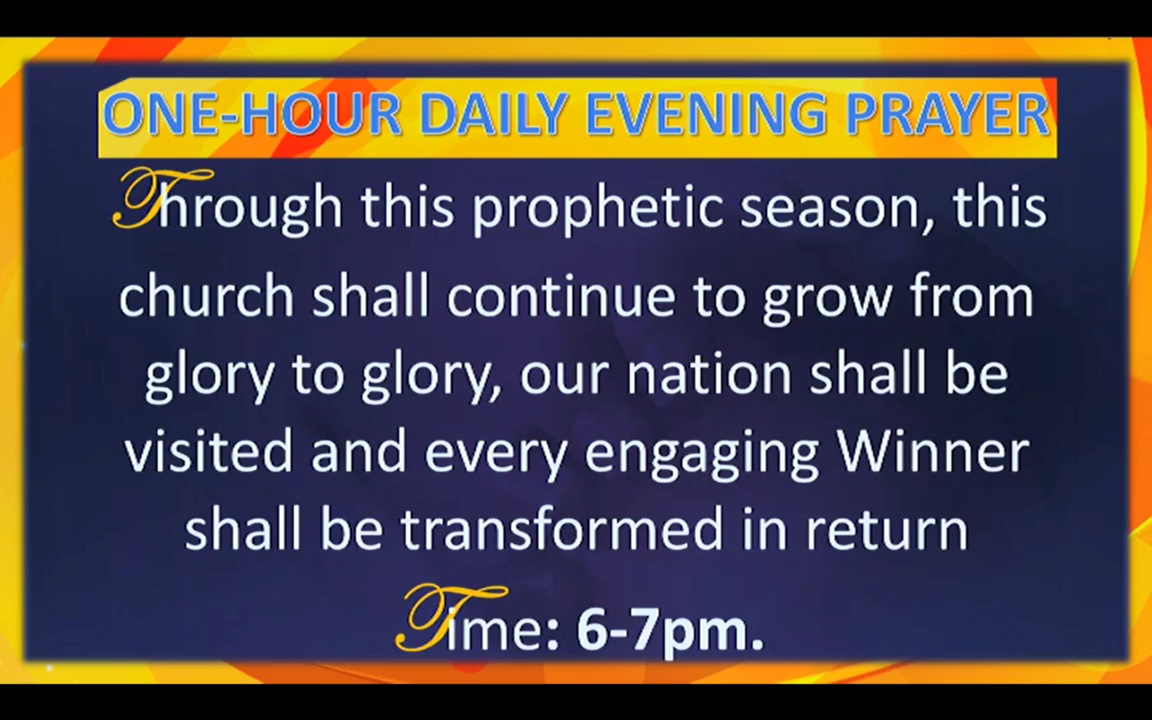 ONE-HOUR DAILY EVENING PRAYER
Through this prophetic season, this
church shall continue to grow from
glory to glory, our nation shall be
visited and every engaging Winner
shall be transformed in return
Time: 6-7pm.